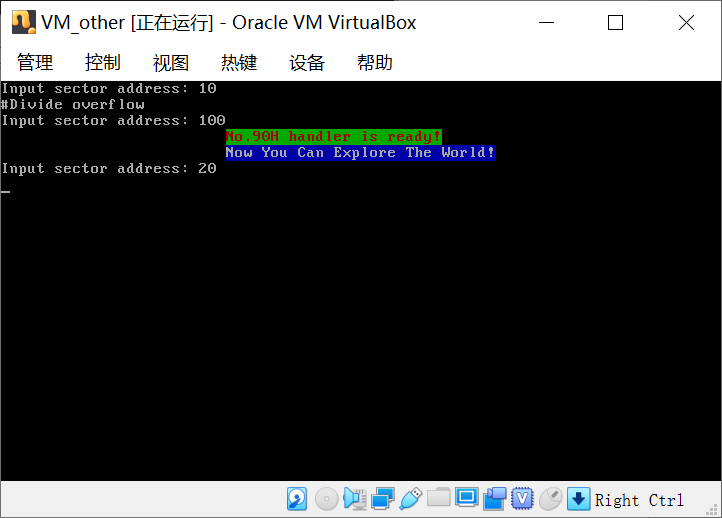 VM_other [正在运行] - Oracle VM VirtualBox
管理 控制 视图 热键 设备 帮助
Input sector address: 10
#Divide overflow
Input sector address: 100
No.90H handler is ready!
Now You Can Explore The World!
Input sector address: 20
_
Right Ctrl